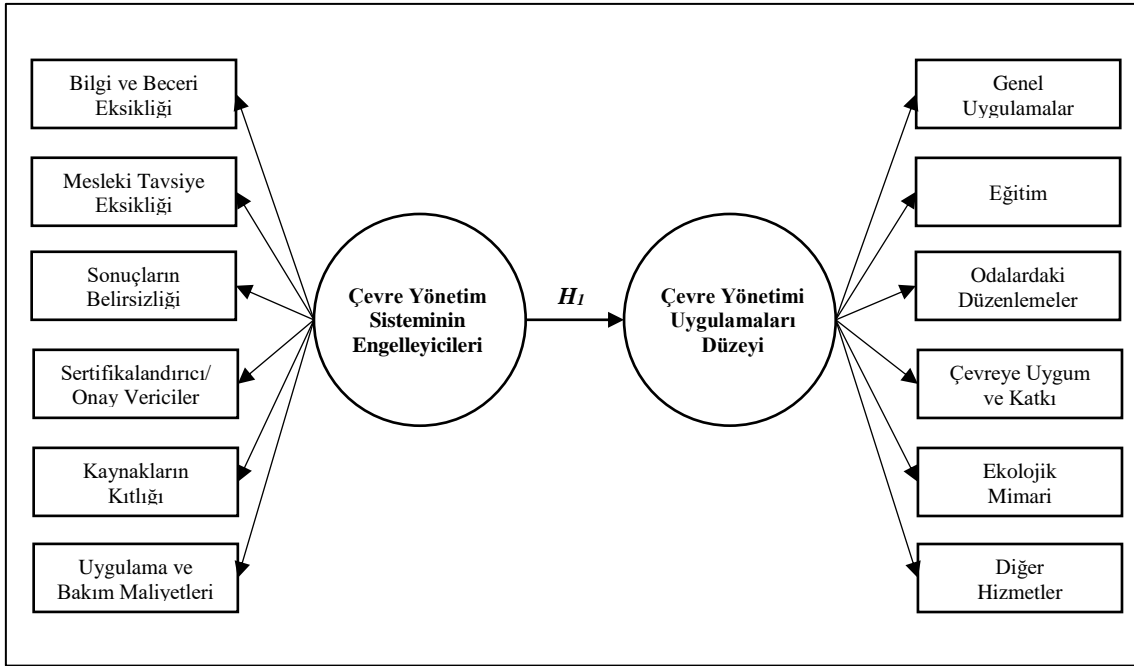 Bilgi ve Beceri
Eksikliği
Mesleki Tavsiye
Eksikliği
Sonuçların
Belirsizliği
Sertifikalandırıcı/
Onay Vericiler
Kaynakların
Kıtlığı
Uygulama ve
Bakım Maliyetleri
Çevre Yönetim
Sisteminin
Engelleyicileri
H1
Çevre Yönetimi
Uygulamaları
Düzeyi
Genel
Uygulamalar
Eğitim
Odalardaki
Düzenlemeler
Çevreye Uygum
ve Katkı
Ekolojik
Mimari
Diğer
Hizmetler